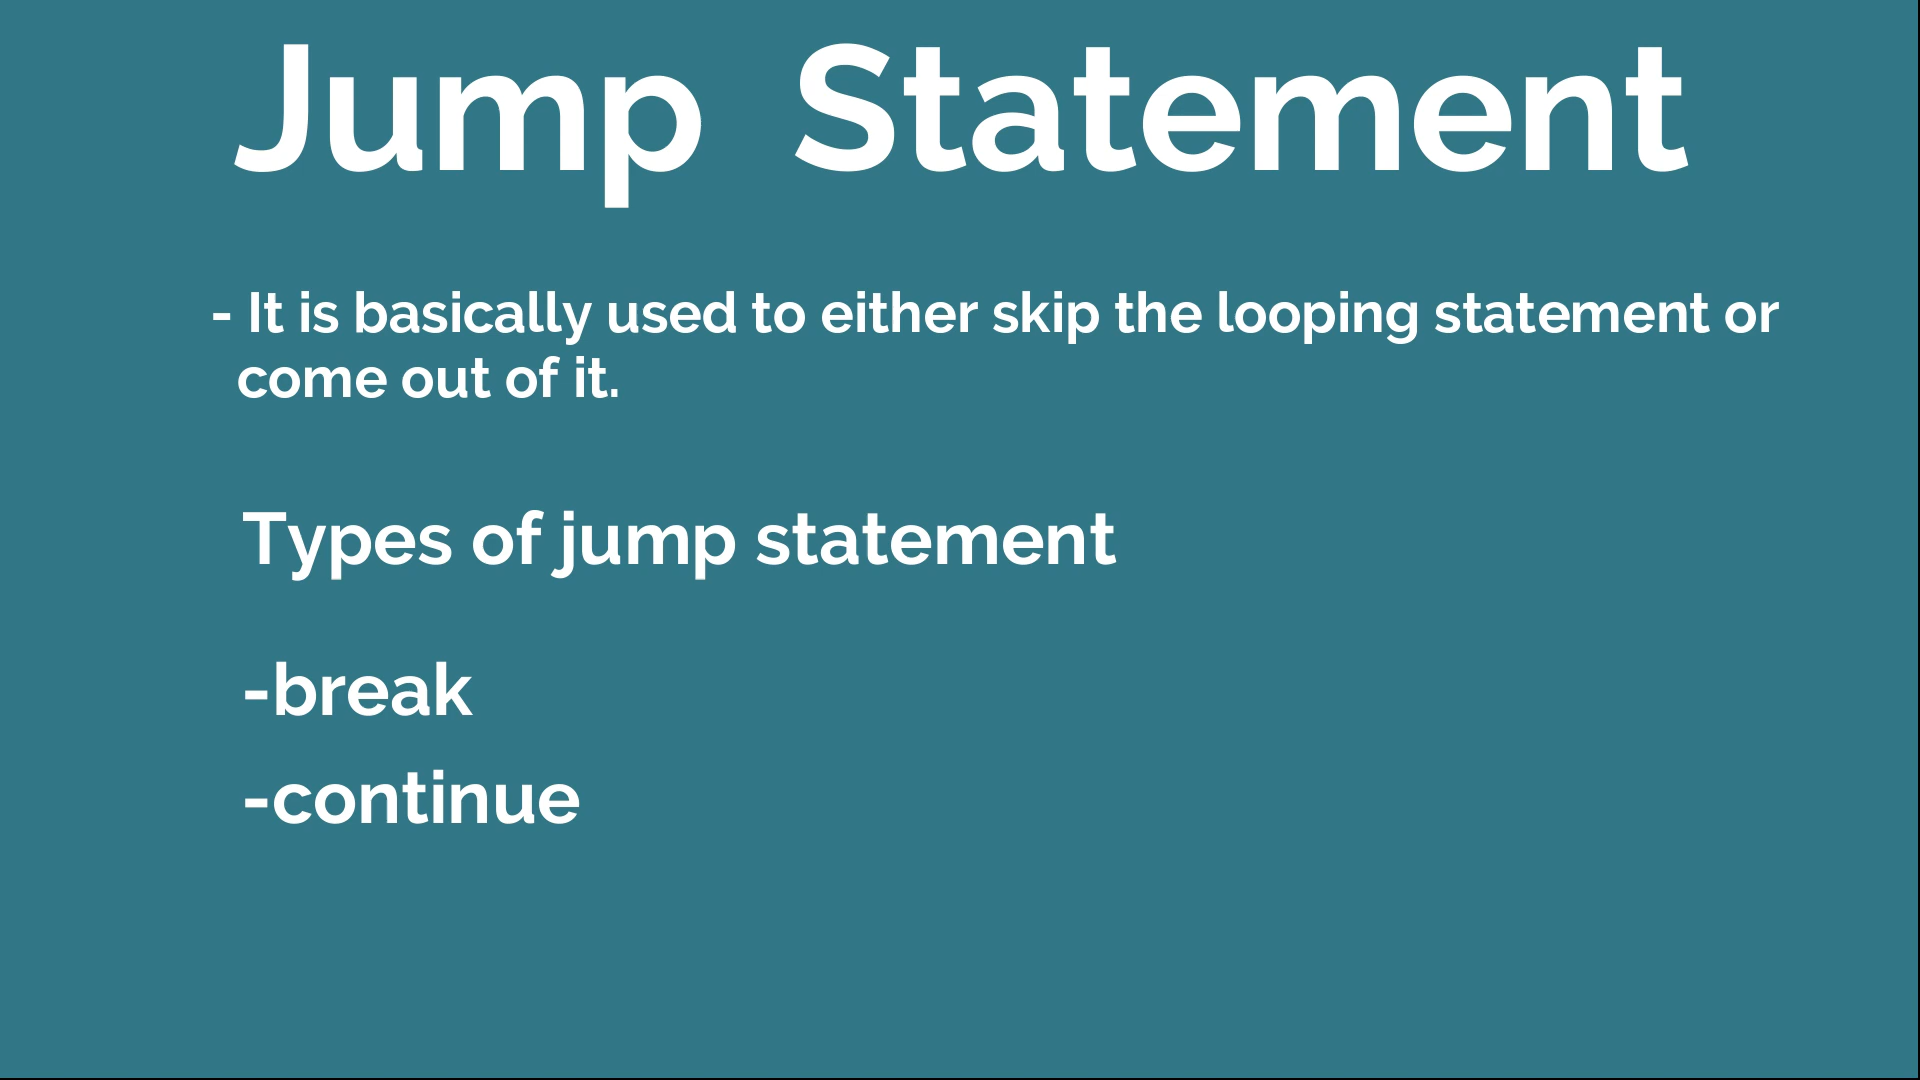 Jump Statement
- It is basically used to either skip the looping statement or
come out of it.
Types of jump statement
-break
-continue